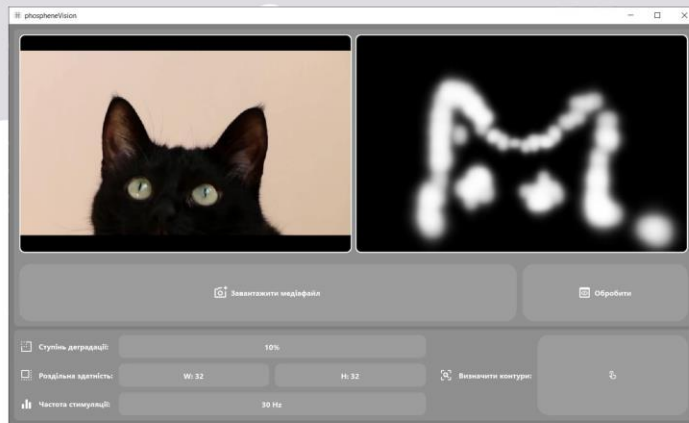 phospheneVision
Завантажити медіафайл
Обробити
Ступінь деградації:
10%
Роздільна здатність:
W: 32
H: 32
Визначити контури:
Частота стимуляції:
30 Hz